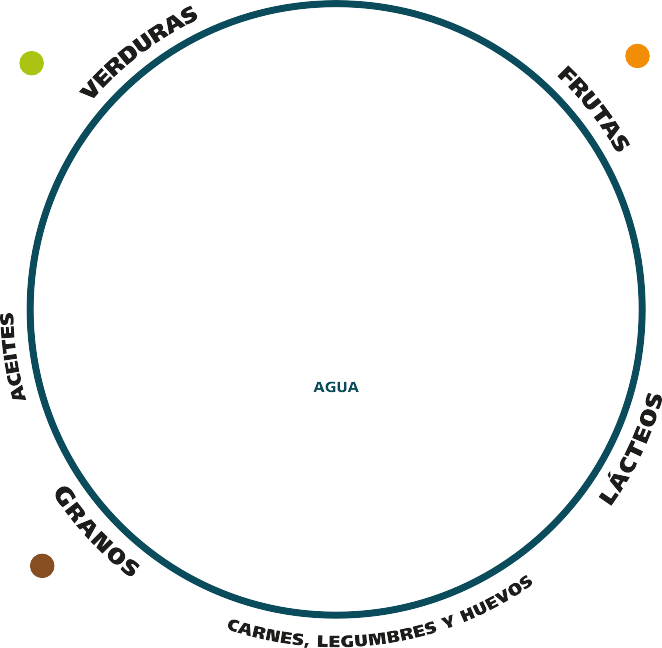 VERDURAS
FRUTAS
ACEITES
AGUA
LÁCTEOS
GRANOS
CARNES, LEGUMBRES Y HUEVOS